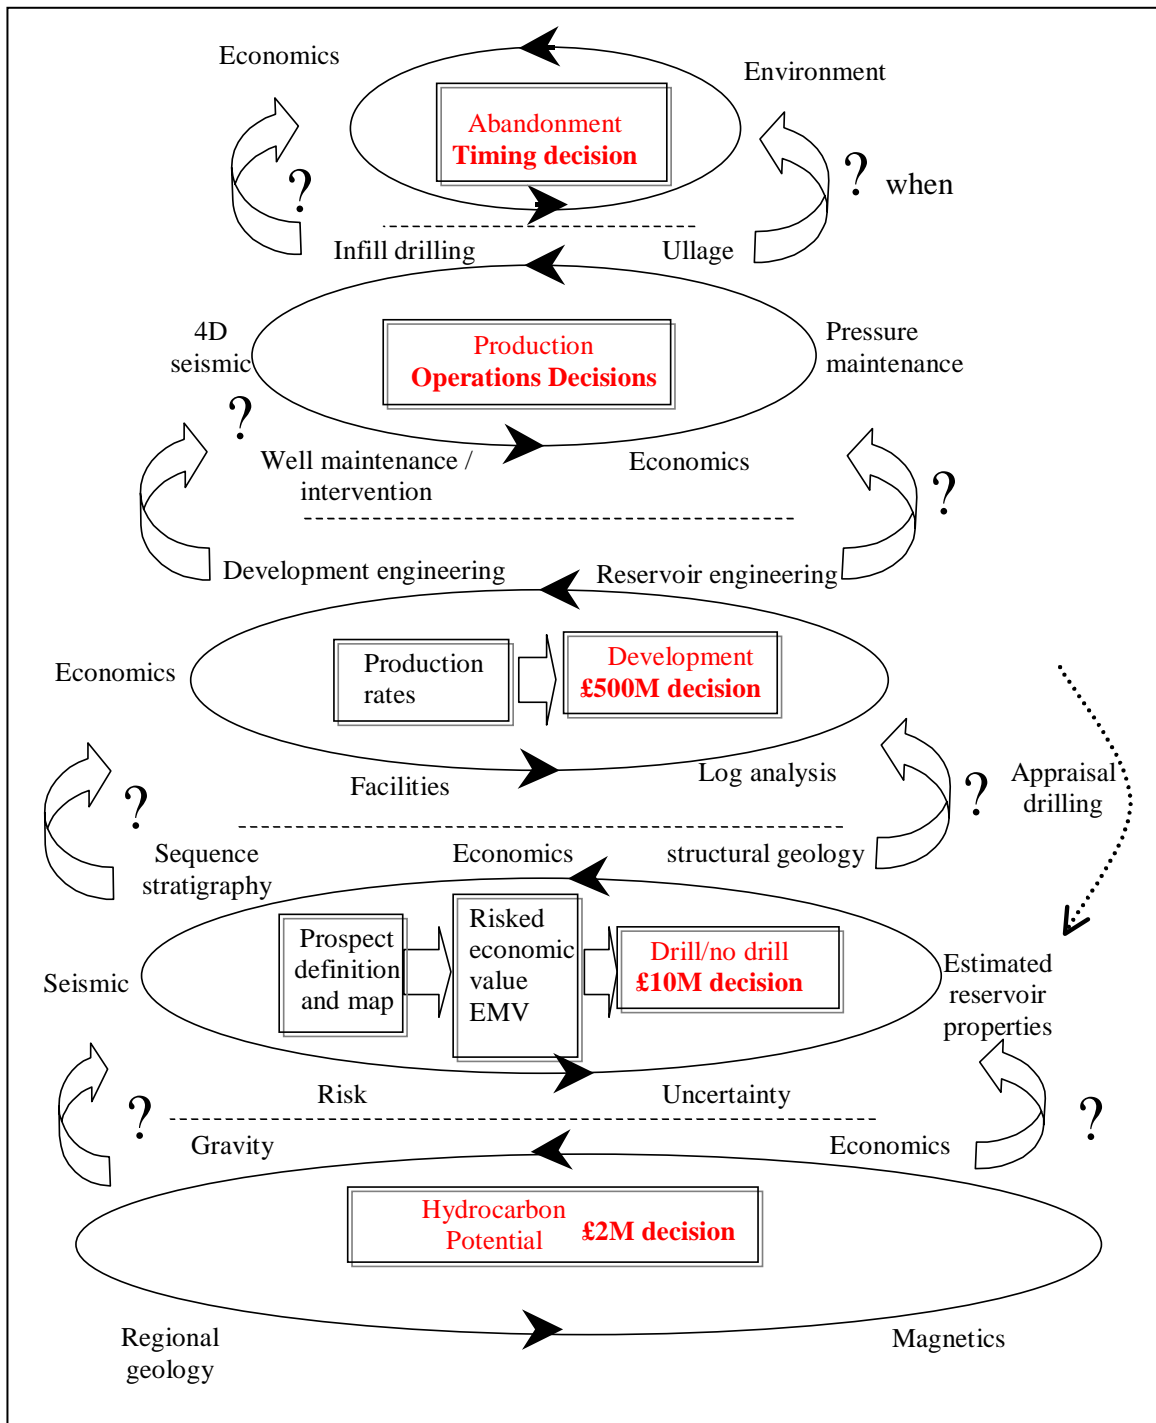 Economics
Environment
Abandonment
Timing decision
?
? when
Infill drilling
Ullage
4D
seismic
Production
Operations Decisions
Pressure
maintenance
?
Well maintenance /
intervention
Economics
?
Development engineering
Reservoir engineering
Economics
Production
rates
Development
£500M decision
Facilities
Log analysis
?
?
Appraisal
drilling
Sequence
stratigraphy
Economics
structural geology
Seismic
Prospect
definition
and map
Risked
economic
value
EMV
Drill/no drill
£10M decision
Estimated
reservoir
properties
Risk
Uncertainty
?
?
Gravity
Economics
Hydrocarbon
Potential
£2M decision
Regional
geology
Magnetics